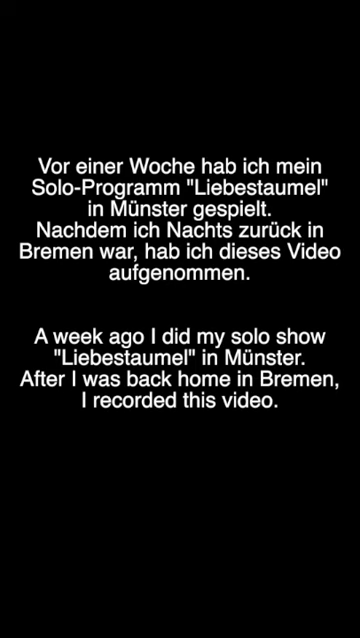 Vor einer Woche hab ich mein
Solo-Programm "Liebestaumel"
in Münster gespielt.
Nachdem ich Nachts zurück in
Bremen war, hab ich dieses Video
aufgenommen.
A week ago I did my solo show
"Liebestaumel" in Münster.
After I was back home in Bremen,
I recorded this video.